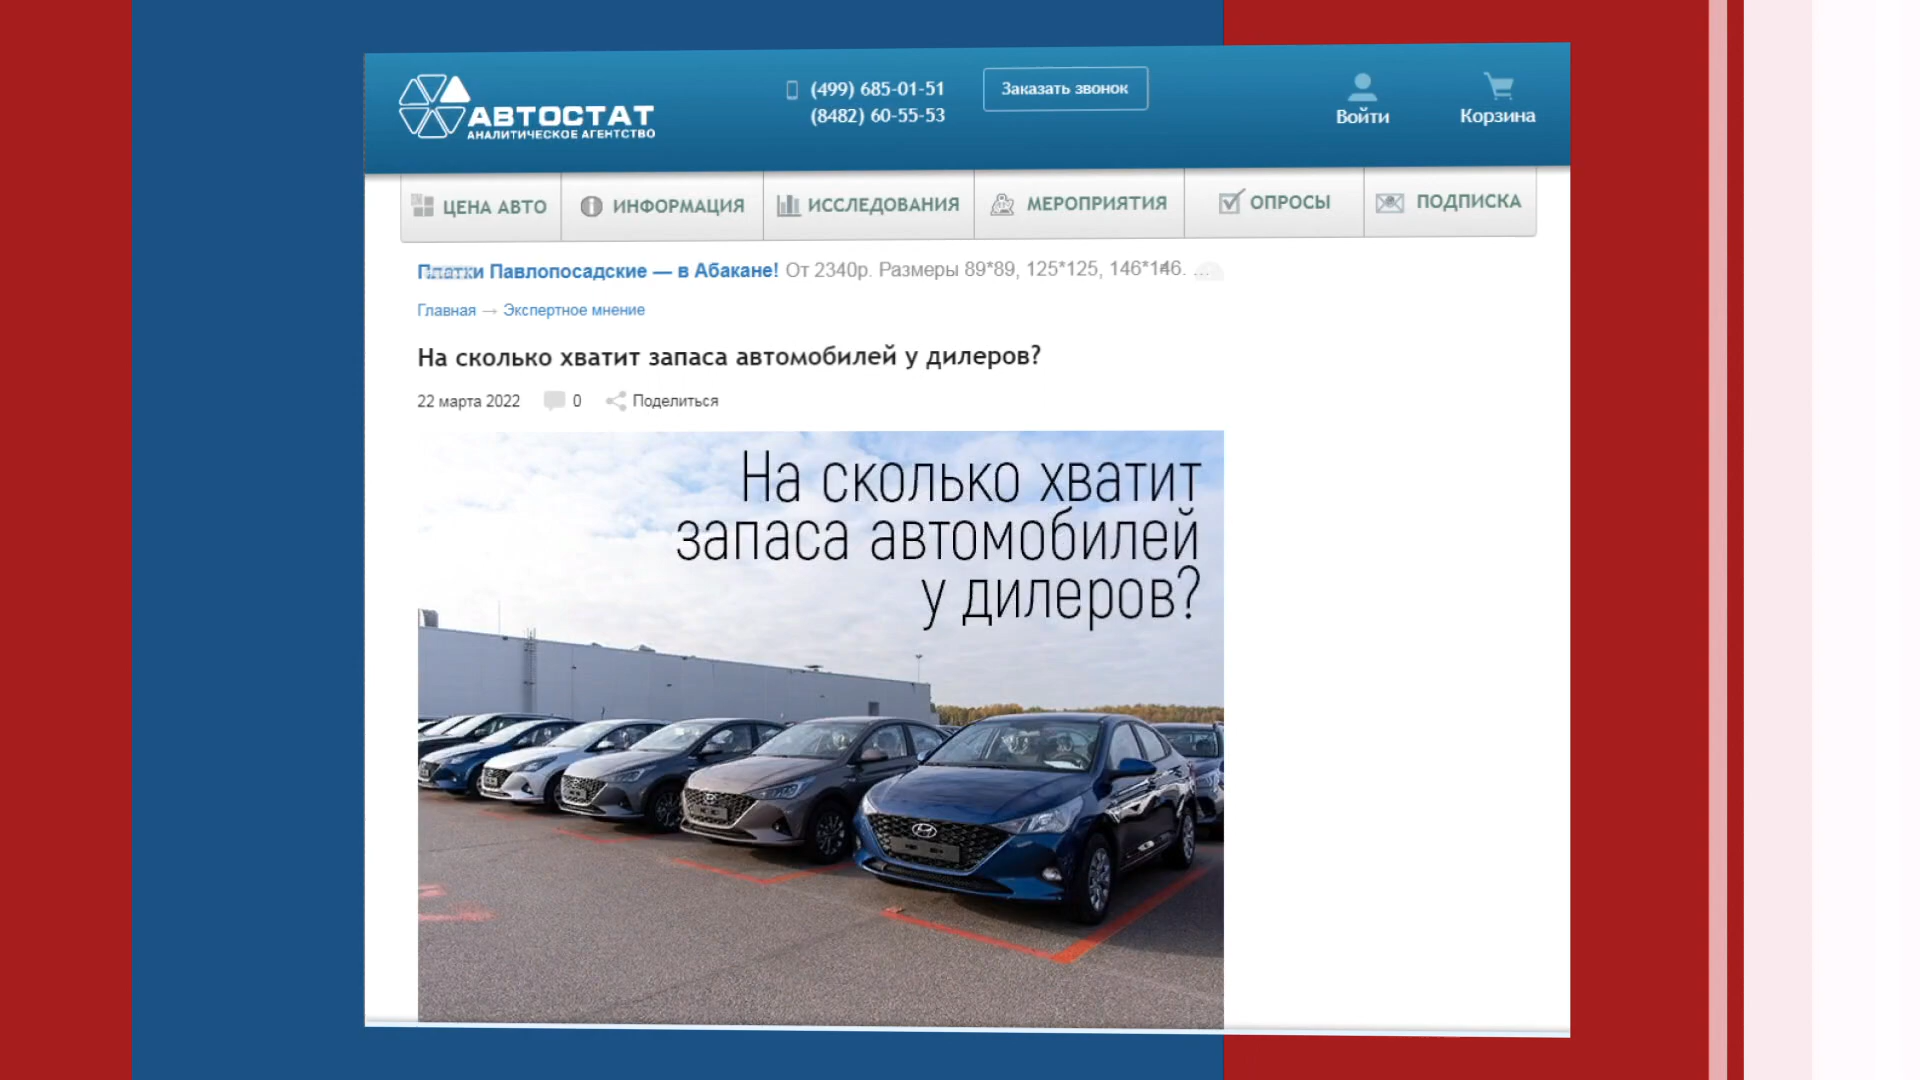 АВТОСТАТ
АНАЛИТИЧЕСКОЕ АГЕНТСТВО
(499) 685-01-51
(8482) 60-55-53
Заказать звонок
Войти
Корзина
ЦЕНА АВТО
ИНФОРМАЦИЯ
ИССЛЕДОВАНИЯ
МЕРОПРИЯТИЯ
ОПРОСЫ
ПОДПИСКА
Платки Павлопосадские — в Абакане! От 2340р. Размеры 89*89, 125*125, 146*146. ...
Главная → Экспертное мнение
На сколько хватит запаса автомобилей у дилеров?
22 марта 2022 0 Поделиться
На сколько хватит
запаса автомобилей
у дилеров?